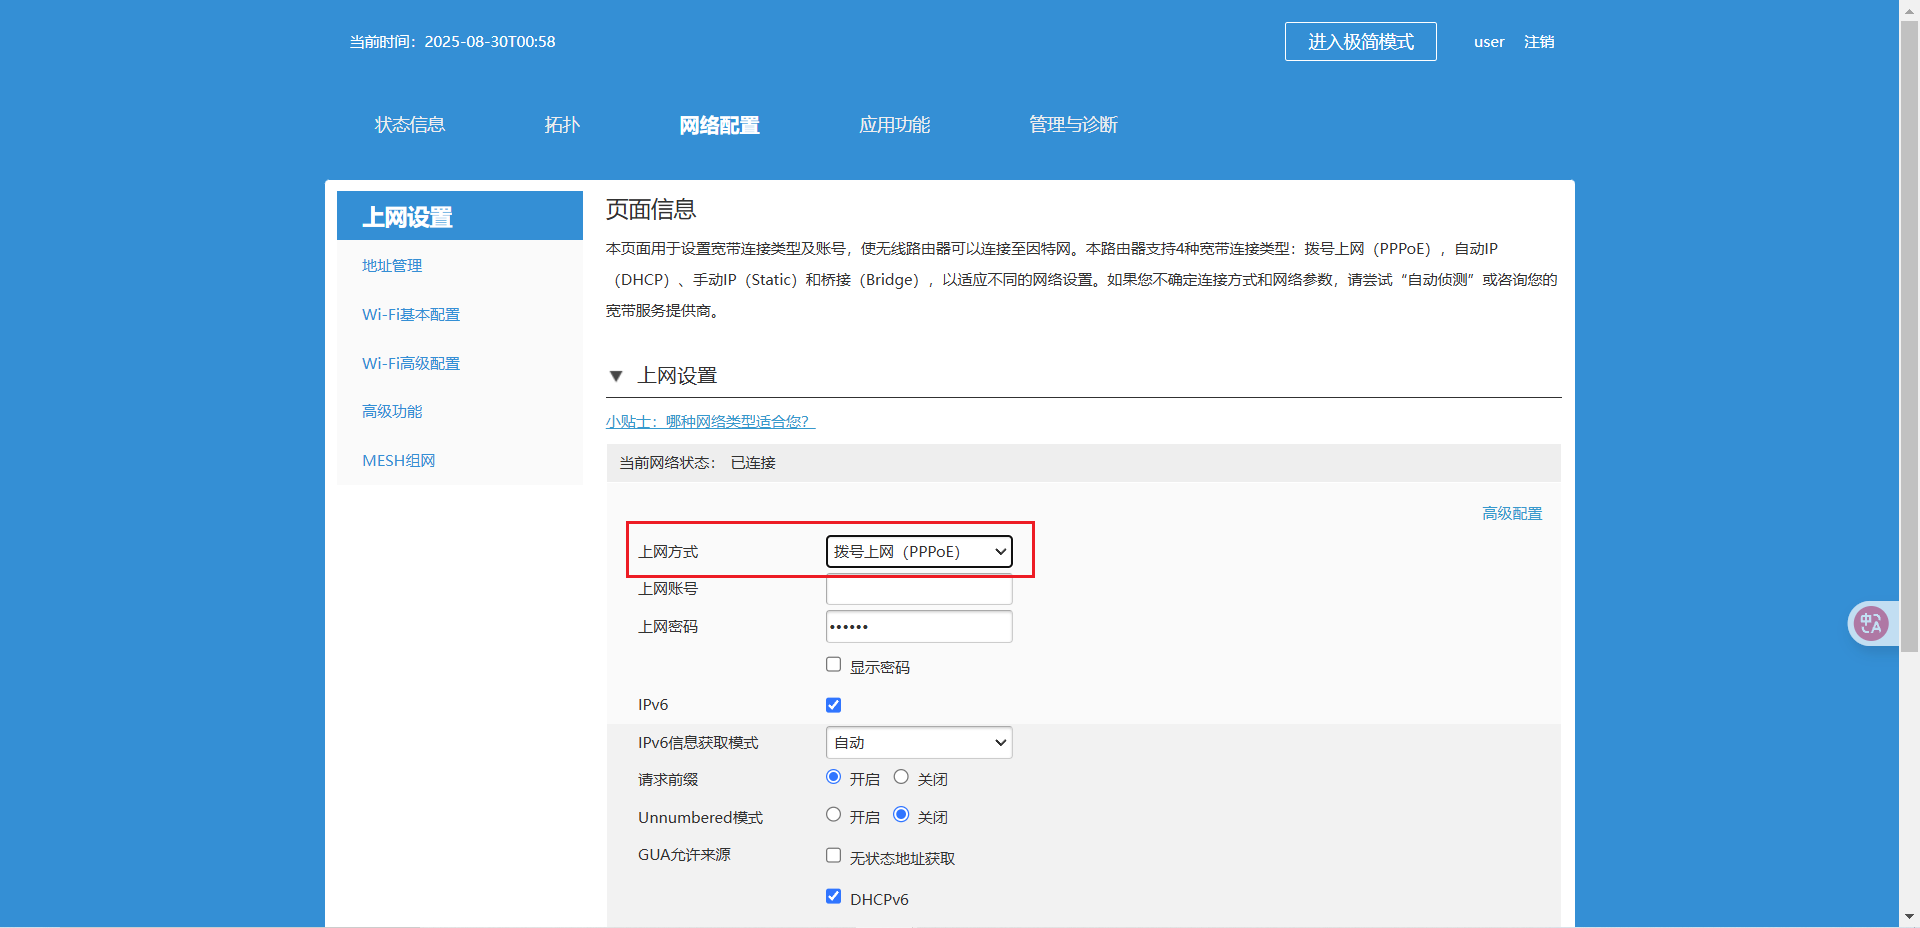 当前时间：2025-08-30T00:58
进入极简模式
user 注销
状态信息 拓扑 网络配置 应用功能 管理与诊断
上网设置
地址管理
Wi-Fi基本配置
Wi-Fi高级配置
高级功能
MESH组网
页面信息
本页面用于设置宽带连接类型及账号，使无线路由器可以连接至因特网。本路由器支持4种宽带连接类型：拨号上网（PPPoE），自动IP
（DHCP）、手动IP（Static）和桥接（Bridge），以适应不同的网络设置。如果您不确定连接方式和网络参数，请尝试“自动侦测”或咨询您的
宽带服务提供商。
▼ 上网设置
小贴士：哪种网络类型适合您？
当前网络状态： 已连接
高级配置
上网方式 拨号上网（PPPoE）
上网账号
上网密码 ••••••
显示密码
IPv6
IPv6信息获取模式 自动
请求前缀 开启 关闭
Unnumbered模式 开启 关闭
GUA允许来源 无状态地址获取
DHCPv6
中A